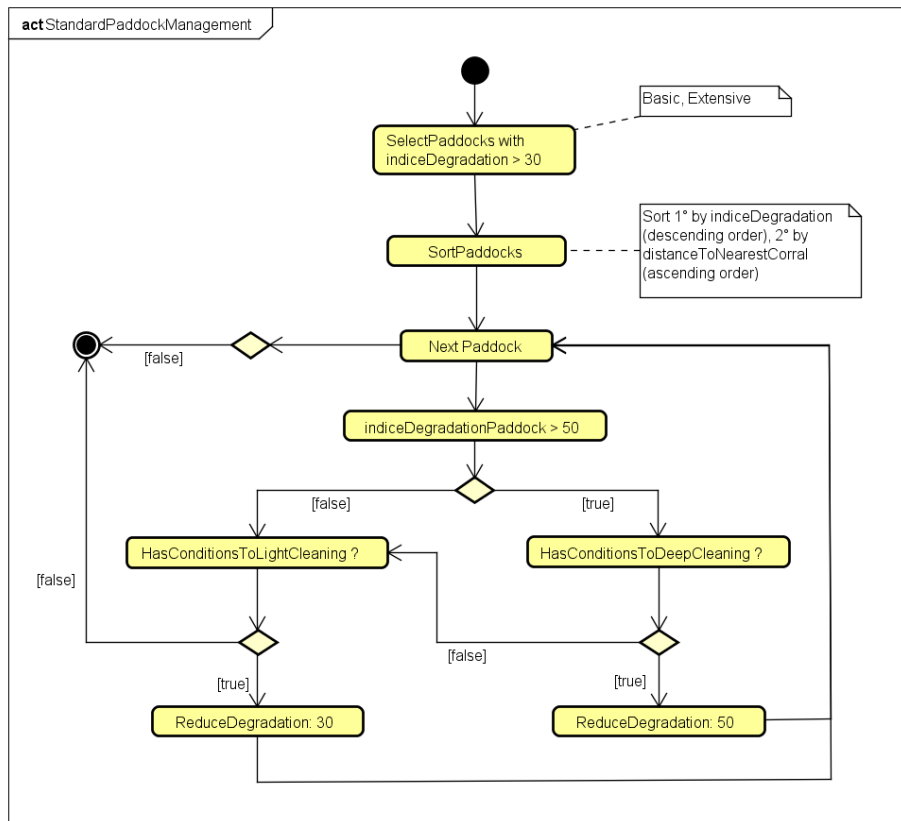 act StandardPaddockManagement
Basic, Extensive
SelectPaddocks with
indiceDegradation > 30
Sort 1° by indiceDegradation
(descending order), 2° by
distanceToNearestCorral
(ascending order)
SortPaddocks
Next Paddock
[false]
indiceDegradationPaddock > 50
[false]
[true]
HasConditionsToLightCleaning ?
HasConditionsToDeepCleaning ?
[false]
[false]
[true]
[true]
ReduceDegradation: 30
ReduceDegradation: 50